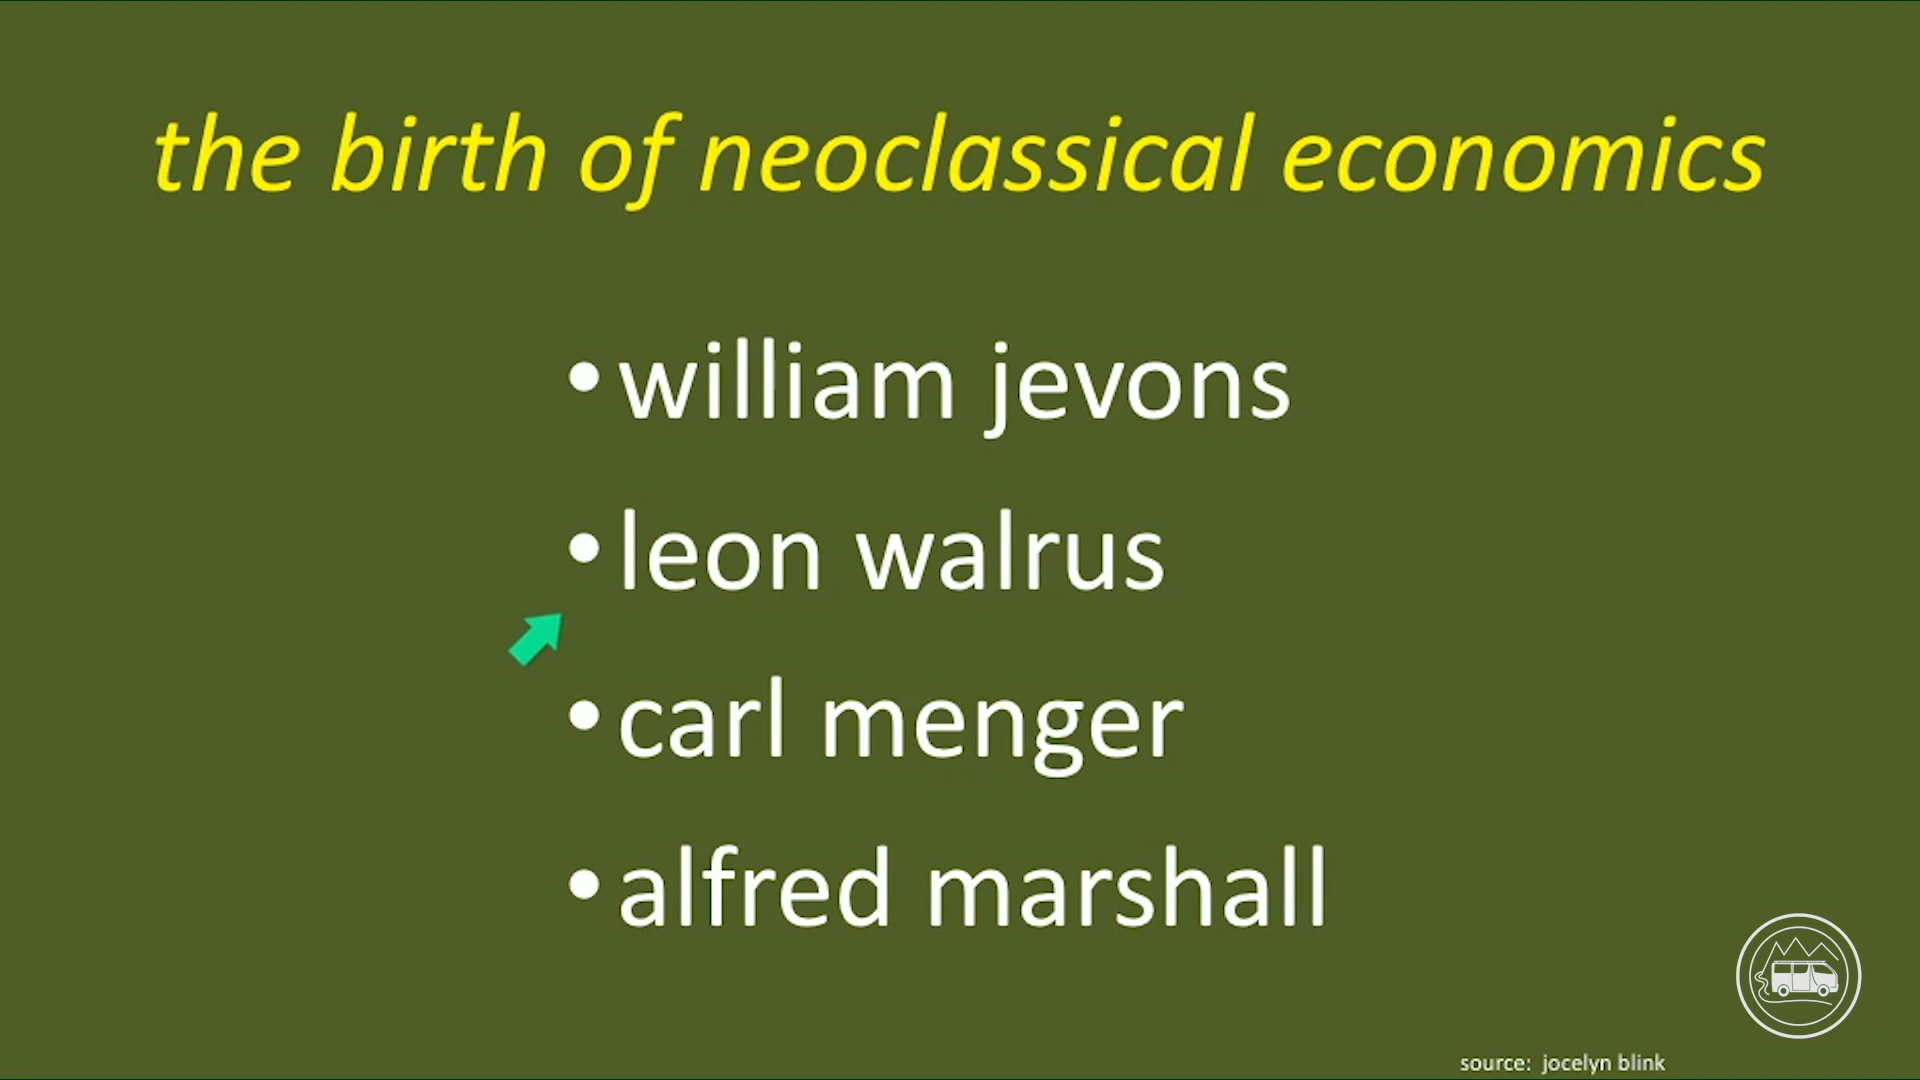 the birth of neoclassical economics
•william jevons
•leon walrus
•carl menger
•alfred marshall
source: jocelyn blink